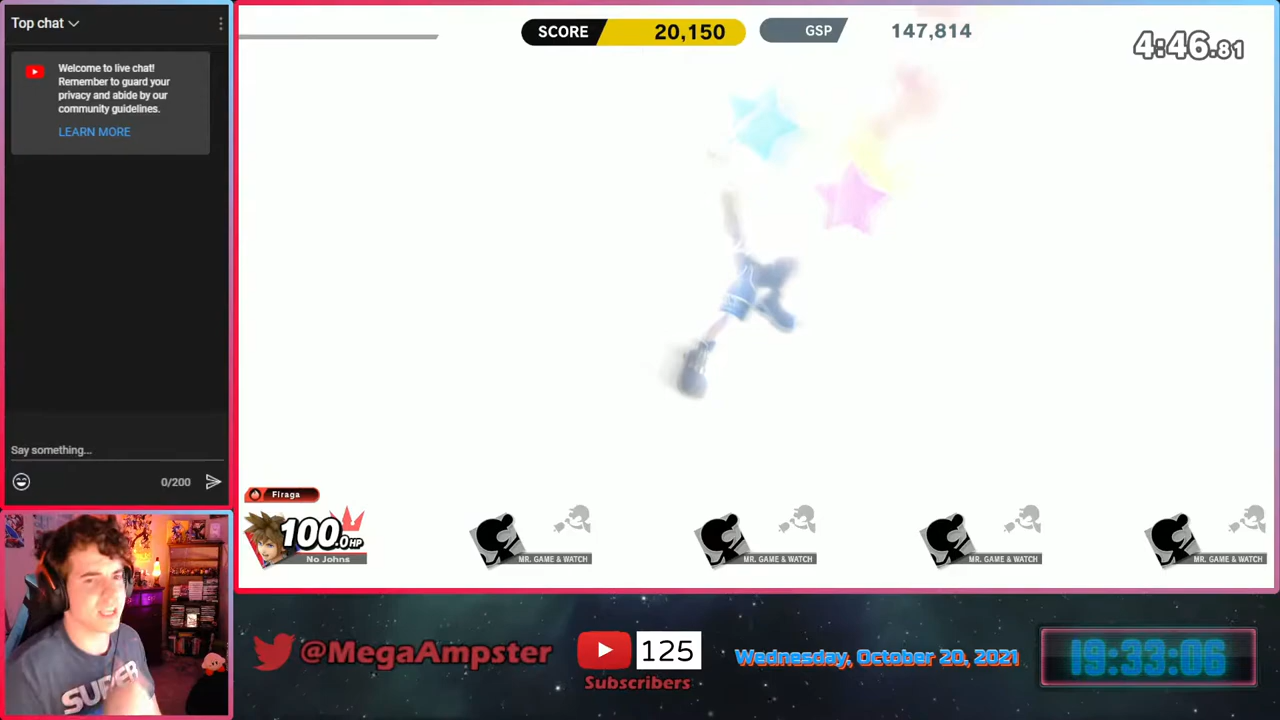 Top chat
Welcome to live chat!
Remember to guard your
privacy and abide by our
community guidelines.
LEARN MORE
Say something...
0/200
SCORE 20,150 GSP 147,814
4:46.81
Firaga
100.0HP
No Johns
MR. GAME & WATCH
MR. GAME & WATCH
MR. GAME & WATCH
MR. GAME & WATCH
SUPER
@MegaAmpster
125
Subscribers
Wednesday, October 20, 2021
19:33:06